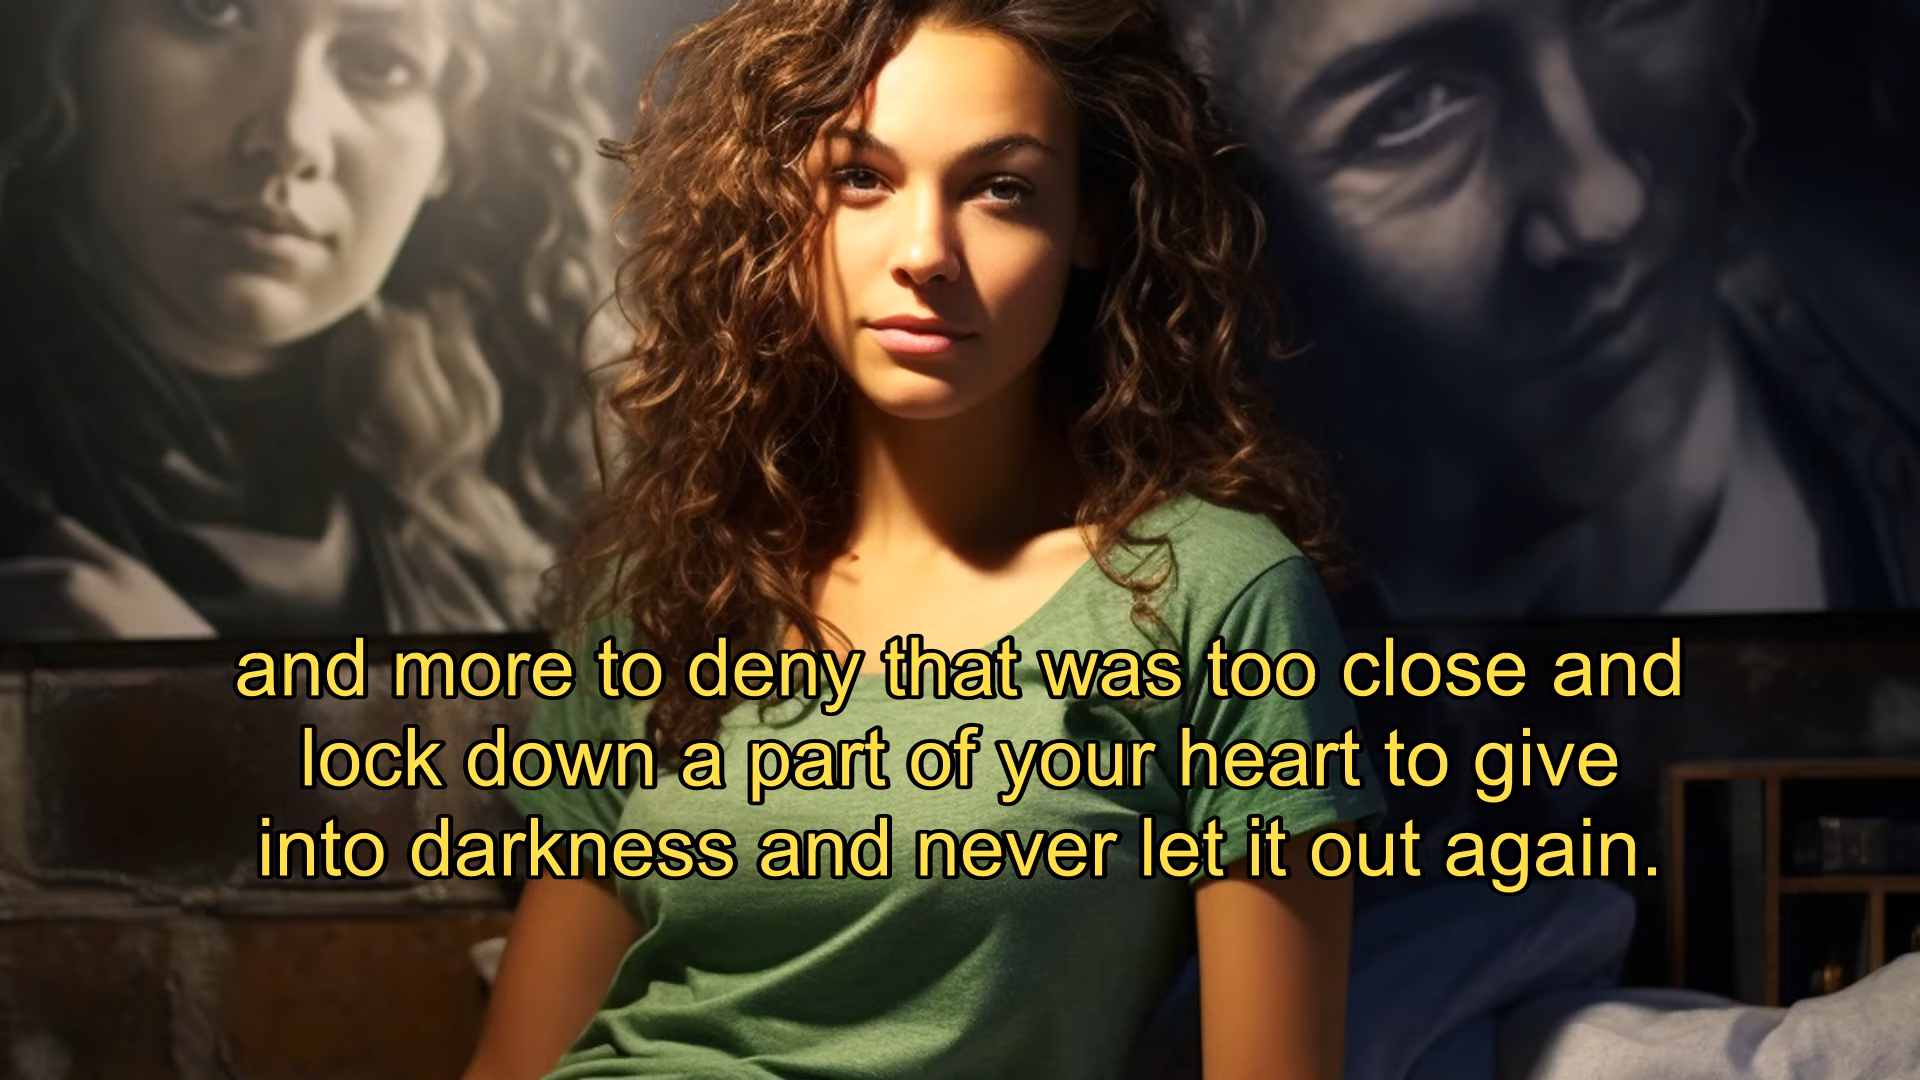 and more to deny that was too close and
lock down a part of your heart to give
into darkness and never let it out again.